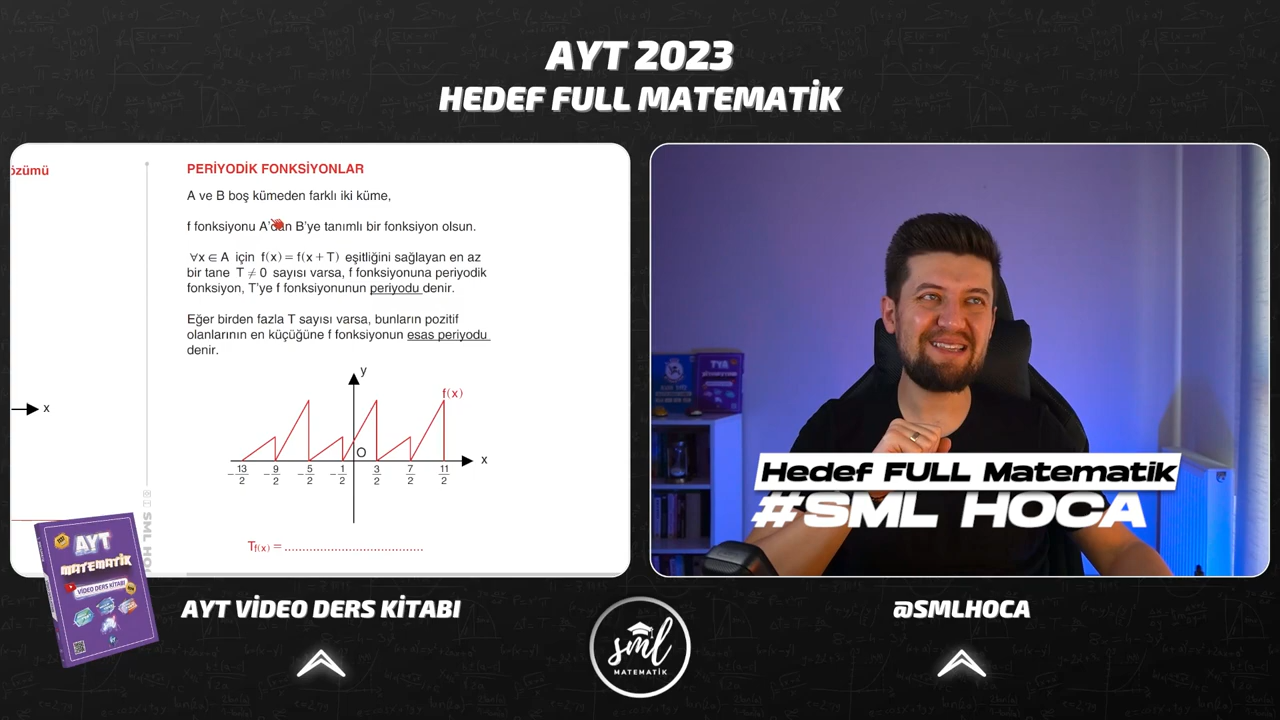 AYT 2023
HEDEF FULL MATEMATİK
özümü
PERİYODİK FONKSİYONLAR
A ve B boş kümeden farklı iki küme,
f fonksiyonu A'dan B'ye tanımlı bir fonksiyon olsun.
∀x ∈ A için f(x) = f(x + T) eşitliğini sağlayan en az
bir tane T ≠ 0 sayısı varsa, f fonksiyonuna periyodik
fonksiyon, T'ye f fonksiyonunun periyodu denir.
Eğer birden fazla T sayısı varsa, bunların pozitif
olanlarının en küçüğüne f fonksiyonun esas periyodu
denir.
y
f(x)
x
O
x
-13/2 -9/2 -5/2 -1/2 3/2 7/2 11/2
T f(x) = ........................................
SML HO
AYT
MATEMATİK
VİDEO DERS KİTABI
TYA
Hedef FULL Matematik
#SML HOCA
AYT VİDEO DERS KİTABI
@SMLHOCA
sml
MATEMATİK